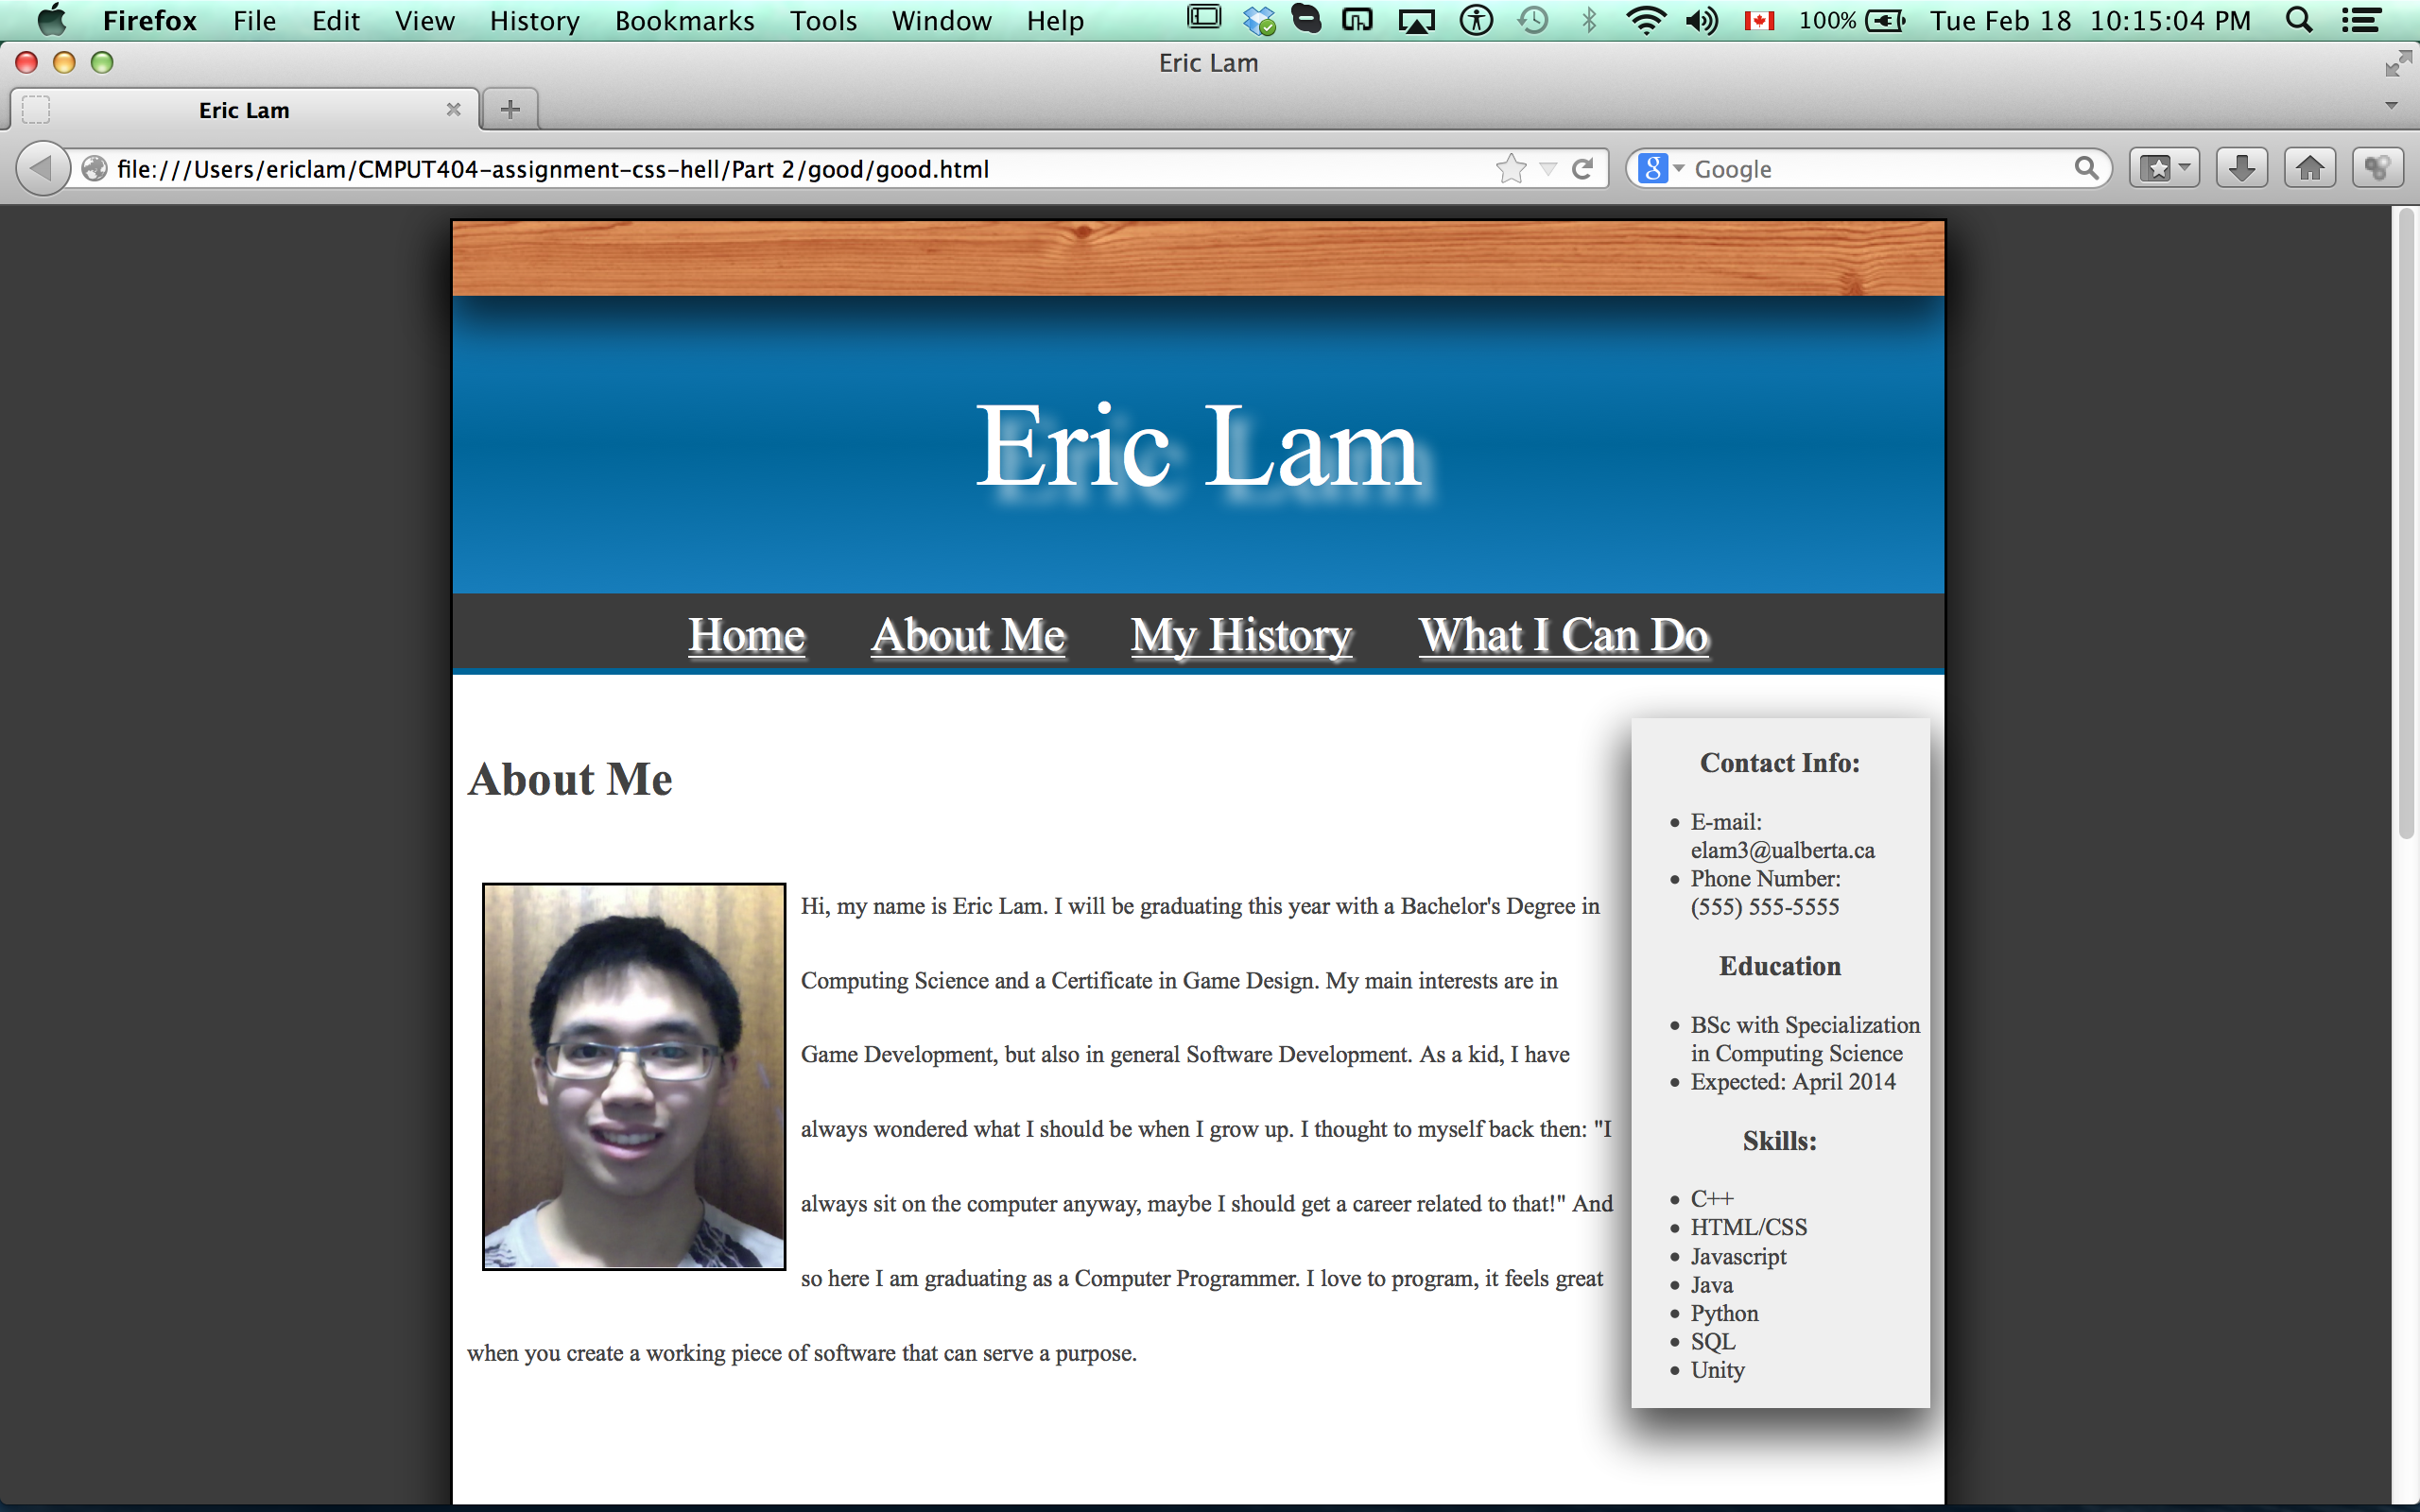 Firefox File Edit View History Bookmarks Tools Window Help 100% Tue Feb 18 10:15:04 PM
Eric Lam
Eric Lam
file:///Users/ericlam/CMPUT404-assignment-css-hell/Part 2/good/good.html
g Google
Eric Lam
Home About Me My History What I Can Do
About Me
Hi, my name is Eric Lam. I will be graduating this year with a Bachelor's Degree in
Computing Science and a Certificate in Game Design. My main interests are in
Game Development, but also in general Software Development. As a kid, I have
always wondered what I should be when I grow up. I thought to myself back then: "I
always sit on the computer anyway, maybe I should get a career related to that!" And
so here I am graduating as a Computer Programmer. I love to program, it feels great
when you create a working piece of software that can serve a purpose.
Contact Info:
• E-mail:
elam3@ualberta.ca
• Phone Number:
(555) 555-5555
Education
• BSc with Specialization
in Computing Science
• Expected: April 2014
Skills:
• C++
• HTML/CSS
• Javascript
• Java
• Python
• SQL
• Unity